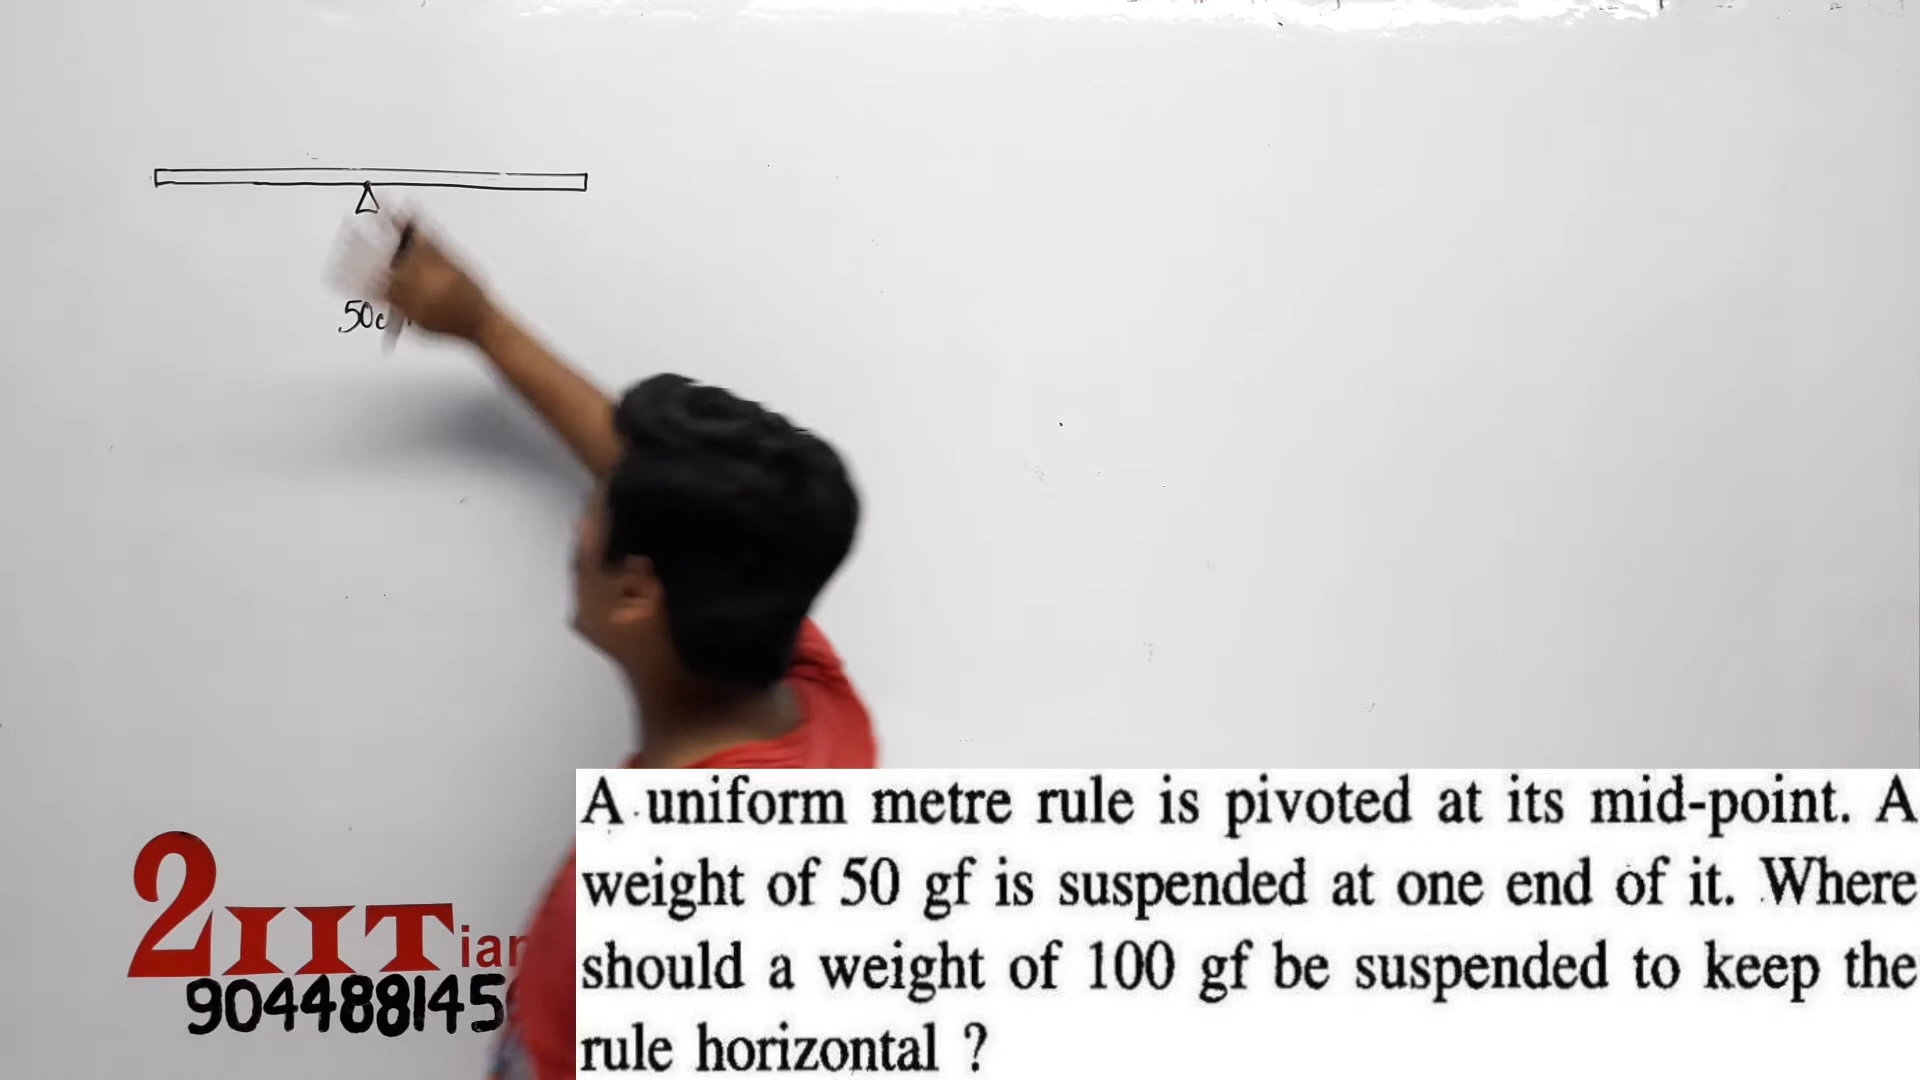 50c
2IITian
904488145
A uniform metre rule is pivoted at its mid-point. A
weight of 50 gf is suspended at one end of it. Where
should a weight of 100 gf be suspended to keep the
rule horizontal ?